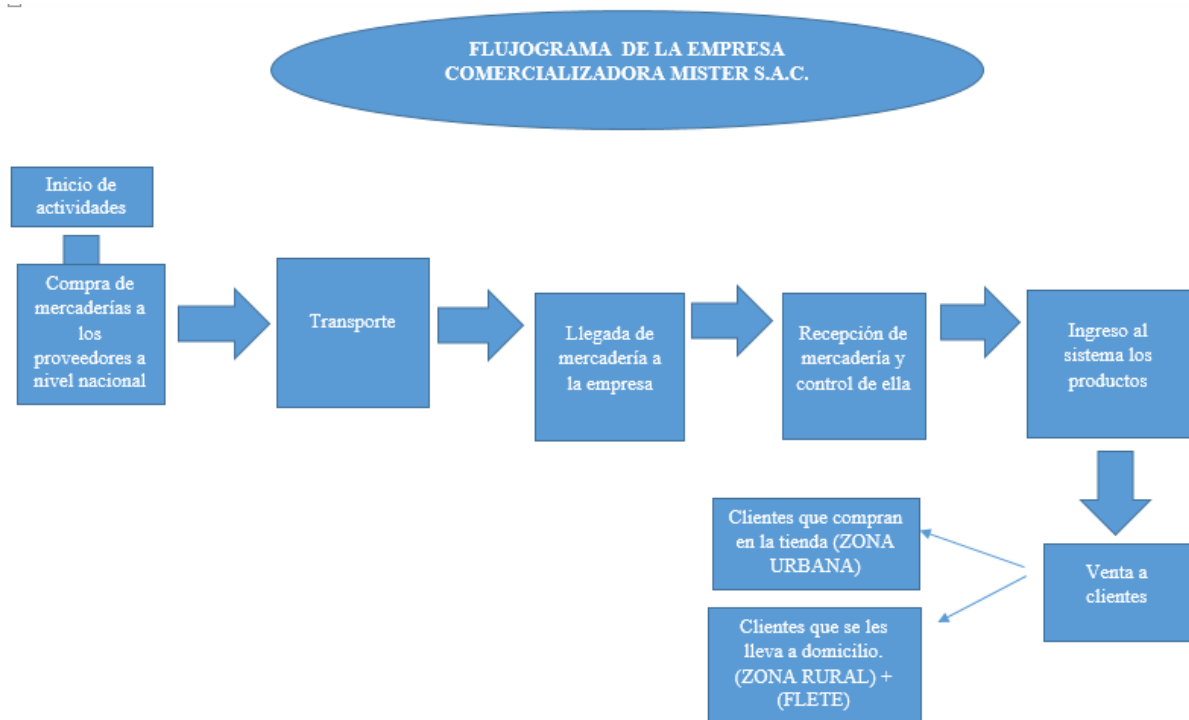 FLUJOGRAMA DE LA EMPRESA
COMERCIALIZADORA MISTER S.A.C.
Inicio de
actividades
Compra de
mercaderías a
los
proveedores a
nivel nacional
Transporte
Llegada de
mercadería a
la empresa
Recepción de
mercadería y
control de ella
Ingreso al
sistema los
productos
Venta a
clientes
Clientes que compran
en la tienda (ZONA
URBANA)
Clientes que se les
lleva a domicilio.
(ZONA RURAL) +
(FLETE)